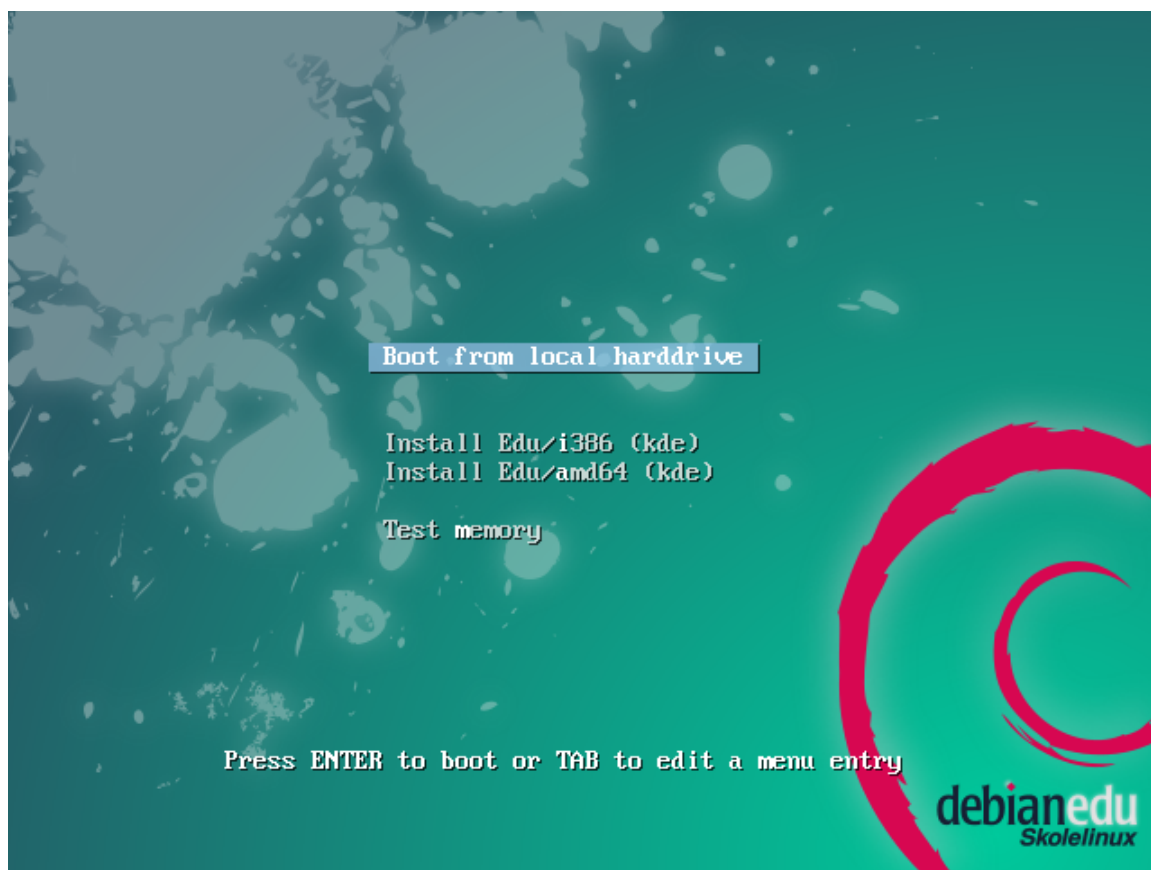 Boot from local harddrive
Install Edu/i386 (kde)
Install Edu/amd64 (kde)
Test memory
Press ENTER to boot or TAB to edit a menu entry
debianedu
Skolelinux